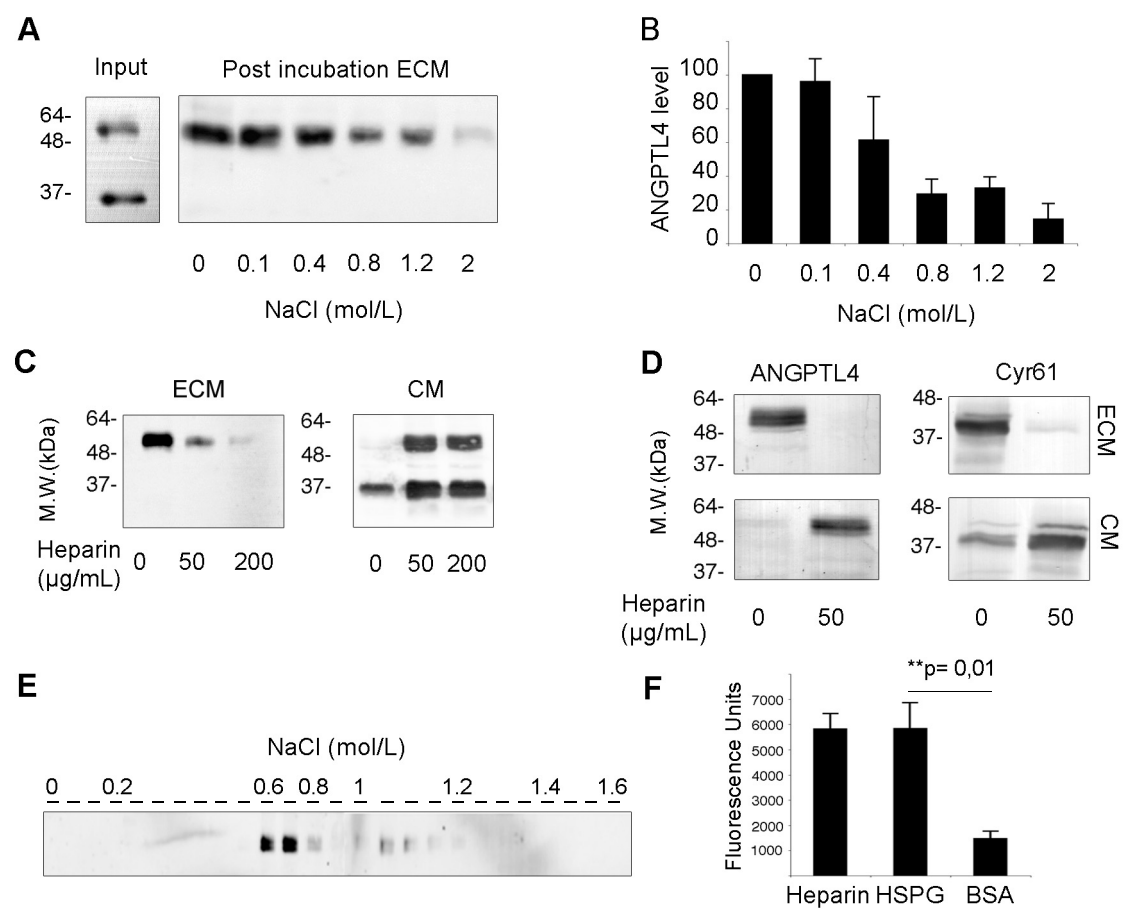 A
Input
Post incubation ECM
64-
48-
37-
0 0.1 0.4 0.8 1.2 2
NaCl (mol/L)
B
ANGPTL4 level
100
80
60
40
20
0
0 0.1 0.4 0.8 1.2 2
NaCl (mol/L)
C
ECM
CM
M.W.(kDa)
64-
48-
37-
64-
48-
37-
Heparin
(µg/mL)
0 50 200
0 50 200
D
ANGPTL4
Cyr61
M.W.(kDa)
64-
48-
37-
48-
37-
ECM
64-
48-
37-
48-
37-
CM
Heparin
(µg/mL)
0 50
0 50
E
NaCl (mol/L)
0 0.2 0.6 0.8 1 1.2 1.4 1.6
F
**p= 0,01
Fluorescence Units
7000
6000
5000
4000
3000
2000
1000
Heparin HSPG BSA